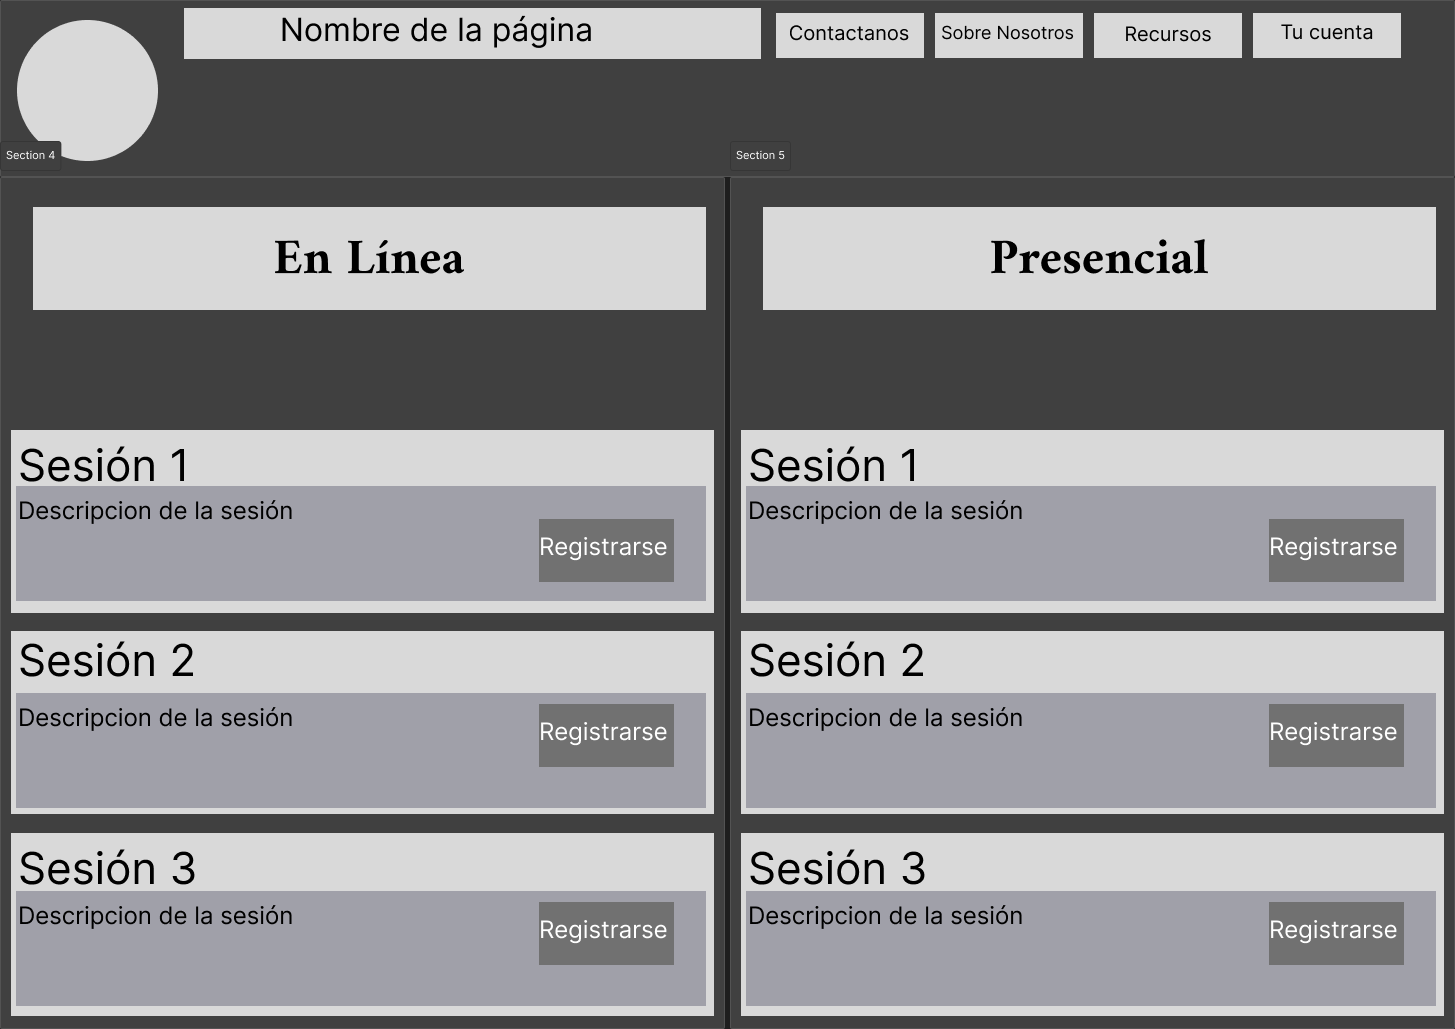 Nombre de la página
Contactanos
Sobre Nosotros
Recursos
Tu cuenta
Section 4
Section 5
En Línea
Sesión 1
Descripcion de la sesión
Registrarse
Sesión 2
Descripcion de la sesión
Registrarse
Sesión 3
Descripcion de la sesión
Registrarse
Presencial
Sesión 1
Descripcion de la sesión
Registrarse
Sesión 2
Descripcion de la sesión
Registrarse
Sesión 3
Descripcion de la sesión
Registrarse